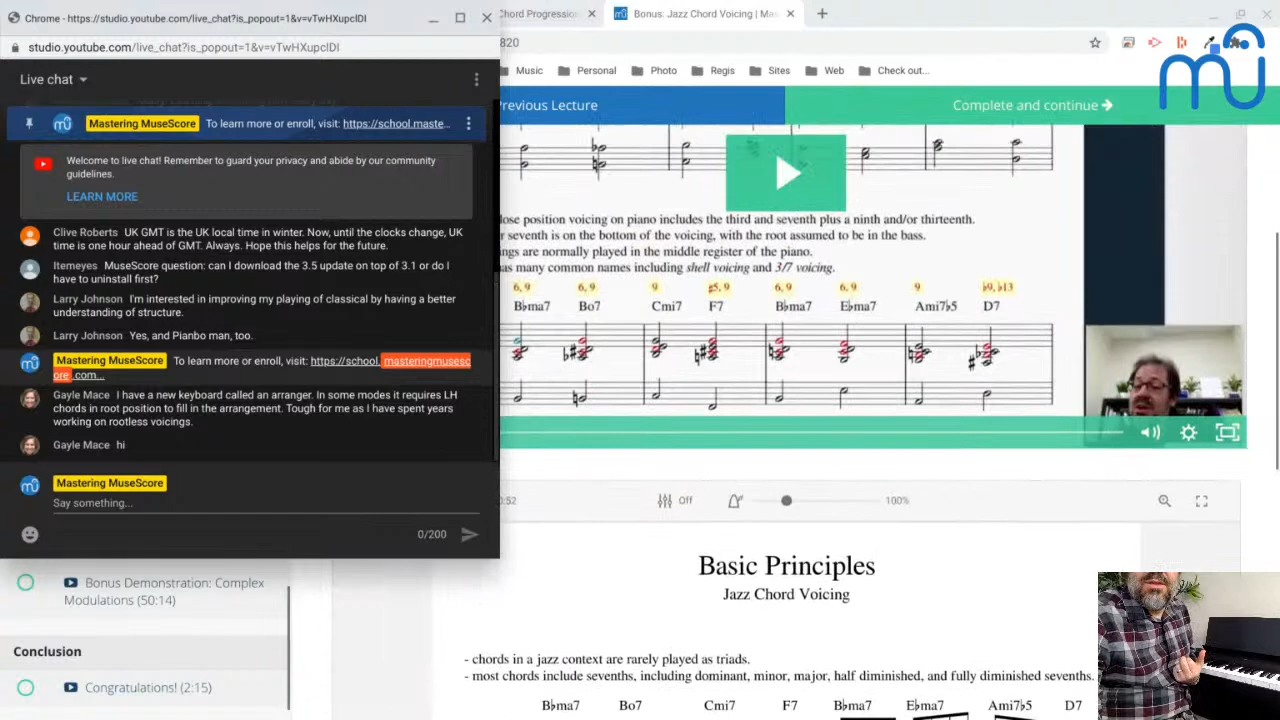 Chrome - https://studio.youtube.com/live_chat?is_popout=1&v=vTwHXupclDI
Chord Progression
Bonus: Jazz Chord Voicing | Mas
studio.youtube.com/live_chat?is_popout=1&v=vTwHXupclDI
820
Music
Personal
Photo
Regis
Sites
Web
Check out...
Live chat
Previous Lecture
Complete and continue
Mastering MuseScore To learn more or enroll, visit: https://school.maste...
Welcome to live chat! Remember to guard your privacy and abide by our community
guidelines.
LEARN MORE
Clive Roberts UK GMT is the UK local time in winter. Now, until the clocks change, UK
time is one hour ahead of GMT. Always. Hope this helps for the future.
Itemeyes MuseScore question: can I download the 3.5 update on top of 3.1 or do I
have to uninstall first?
Larry Johnson I'm interested in improving my playing of classical by having a better
understanding of structure.
Larry Johnson Yes, and Pianbo man, too.
Mastering MuseScore To learn more or enroll, visit: https://school.masteringmusesc
ore.com...
Gayle Mace I have a new keyboard called an arranger. In some modes it requires LH
chords in root position to fill in the arrangement. Tough for me as I have spent years
working on rootless voicings.
Gayle Mace hi
Mastering MuseScore
Say something...
0/200
ose position voicing on piano includes the third and seventh plus a ninth and/or thirteenth.
r seventh is on the bottom of the voicing, with the root assumed to be in the bass.
ngs are normally played in the middle register of the piano.
has many common names including shell voicing and 3/7 voicing.
6, 9 6, 9 9 ♯5, 9 6, 9 6, 9 9 ♭9, ♭13
B♭ma7 Bo7 Cmi7 F7 B♭ma7 E♭ma7 Ami7♭5 D7
:52
Off
100%
Basic Principles
Jazz Chord Voicing
- chords in a jazz context are rarely played as triads.
- most chords include sevenths, including dominant, minor, major, half diminished, and fully diminished sevenths.
B♭ma7 Bo7 Cmi7 F7 B♭ma7 E♭ma7 Ami7♭5 D7
Bonus Demonstration: Complex
Modulations (50:14)
Conclusion
Congratulations! (2:15)